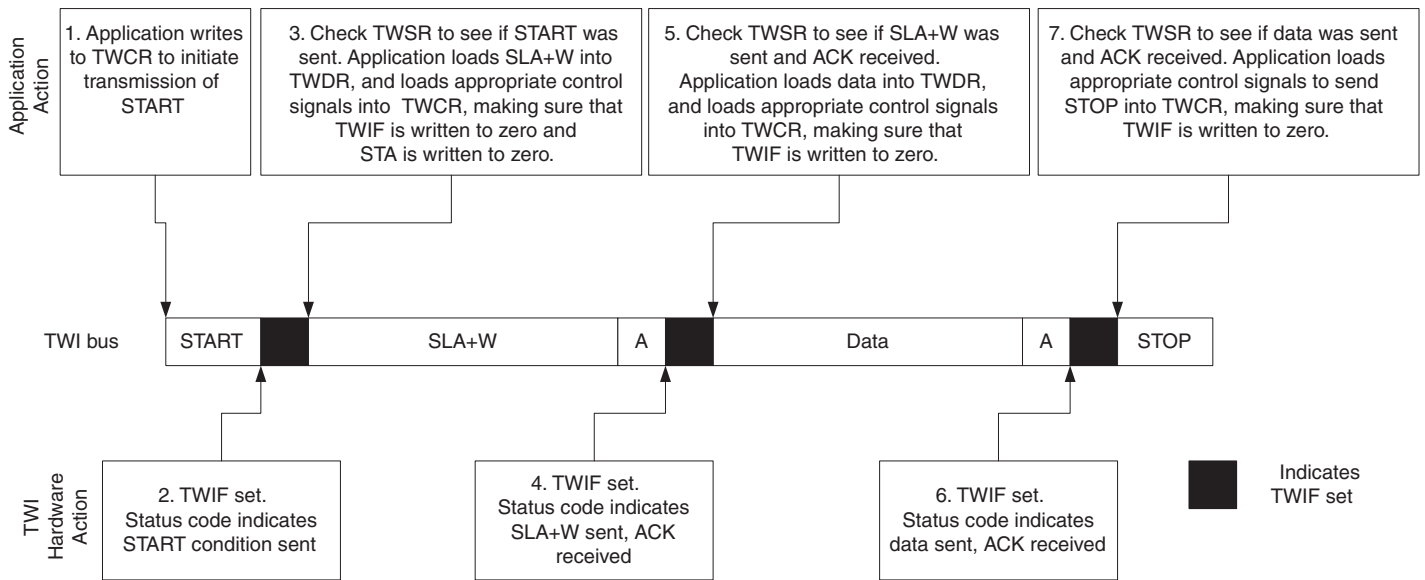 Application
Action
1. Application writes
to TWCR to initiate
transmission of
START
3. Check TWSR to see if START was
sent. Application loads SLA+W into
TWDR, and loads appropriate control
signals into TWCR, making sure that
TWIF is written to zero and
STA is written to zero.
5. Check TWSR to see if SLA+W was
sent and ACK received.
Application loads data into TWDR,
and loads appropriate control signals
into TWCR, making sure that
TWIF is written to zero.
7. Check TWSR to see if data was sent
and ACK received. Application loads
appropriate control signals to send
STOP into TWCR, making sure that
TWIF is written to zero.
TWI bus
START
SLA+W
A
Data
A
STOP
TWI
Hardware
Action
2. TWIF set.
Status code indicates
START condition sent
4. TWIF set.
Status code indicates
SLA+W sent, ACK
received
6. TWIF set.
Status code indicates
data sent, ACK received
Indicates
TWIF set